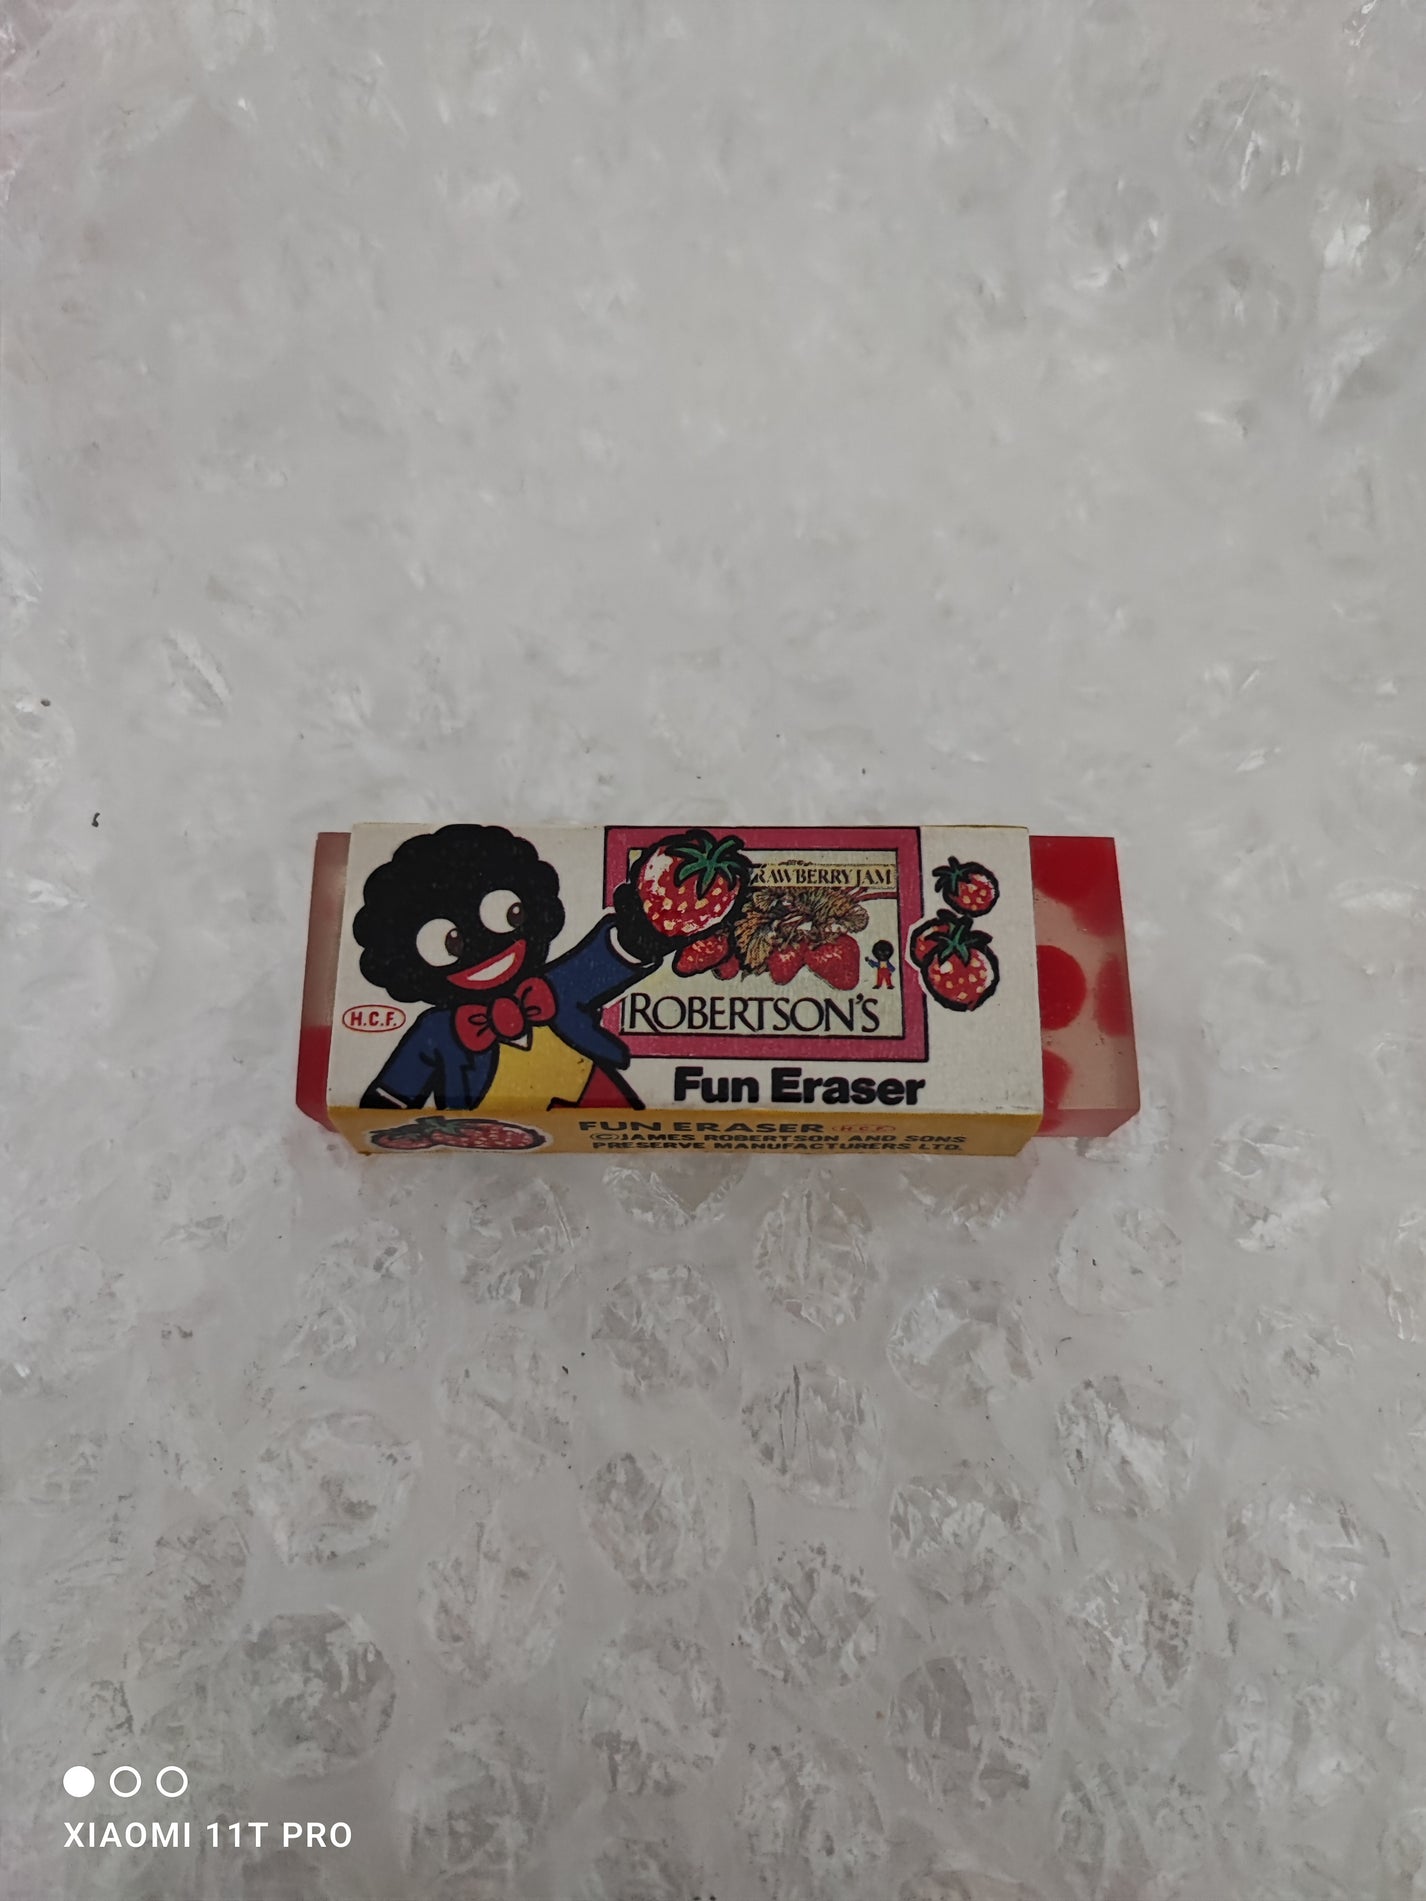 RAWBERRY JAM
ROBERTSON'S
H.C.F.
Fun Eraser
FUN ERASER H.C.F.
©JAMES ROBERTSON AND SONS
PRESERVE MANUFACTURERS LTD.
XIAOMI 11T PRO